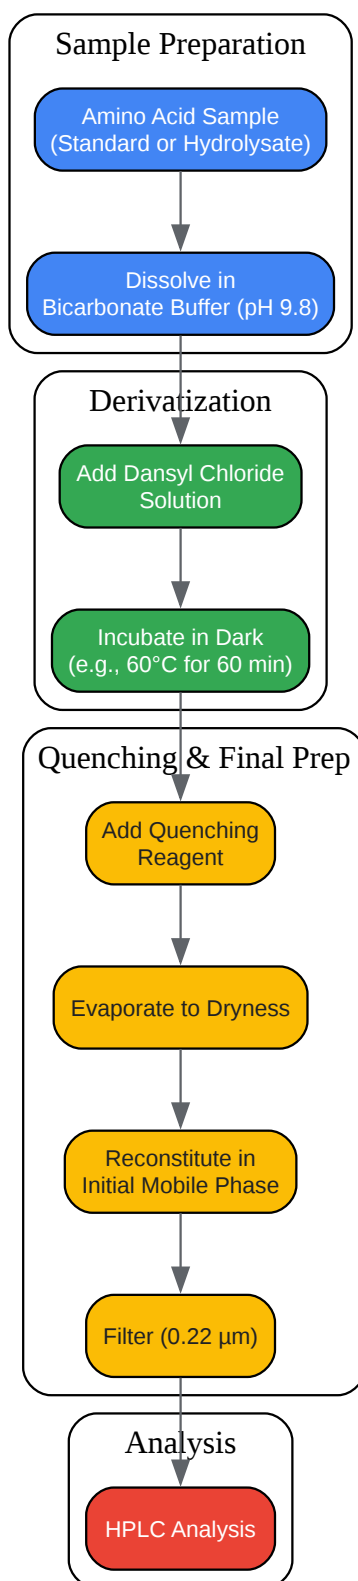 Sample Preparation
Amino Acid Sample
(Standard or Hydrolysate)
Dissolve in
Bicarbonate Buffer (pH 9.8)
Derivatization
Add Dansyl Chloride
Solution
Incubate in Dark
(e.g., 60°C for 60 min)
Quenching & Final Prep
Add Quenching
Reagent
Evaporate to Dryness
Reconstitute in
Initial Mobile Phase
Filter (0.22 µm)
Analysis
HPLC Analysis